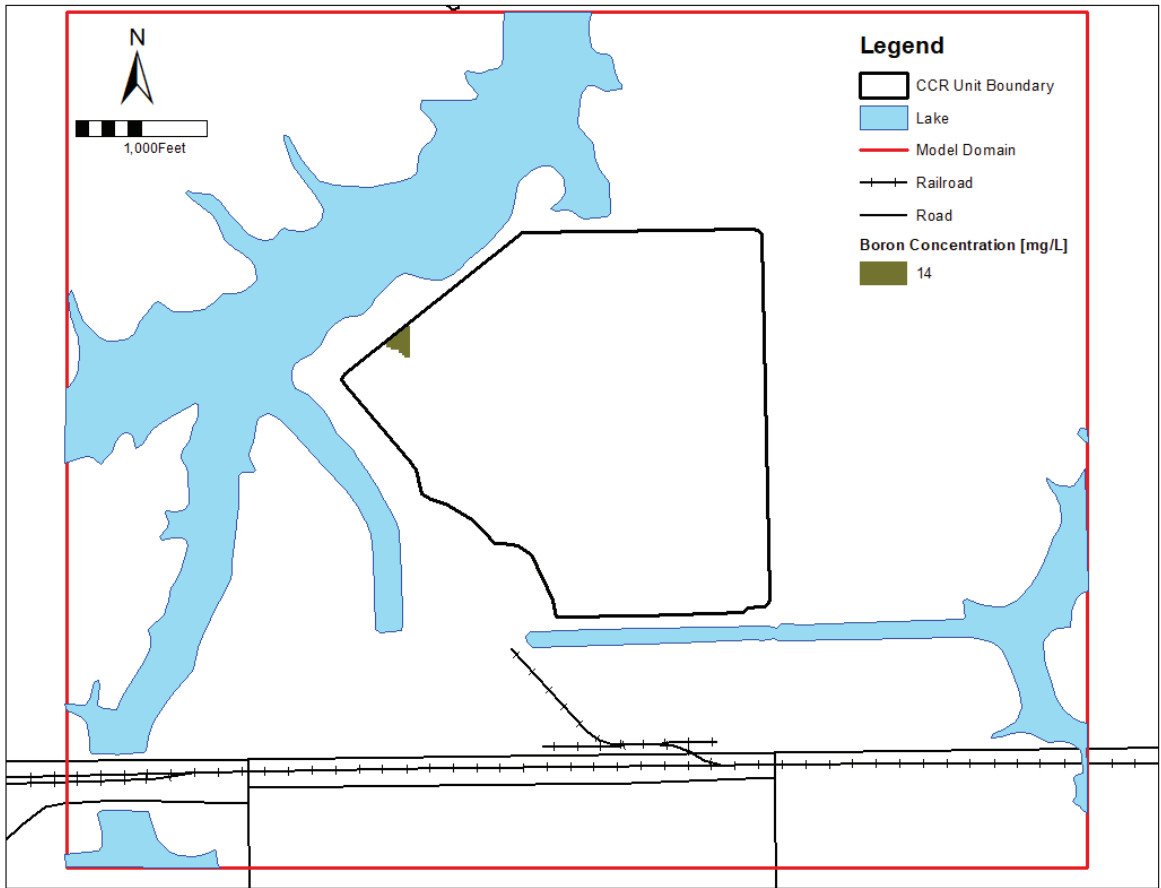 N
1,000Feet
Legend
CCR Unit Boundary
Lake
Model Domain
Railroad
Road
Boron Concentration [mg/L]
14